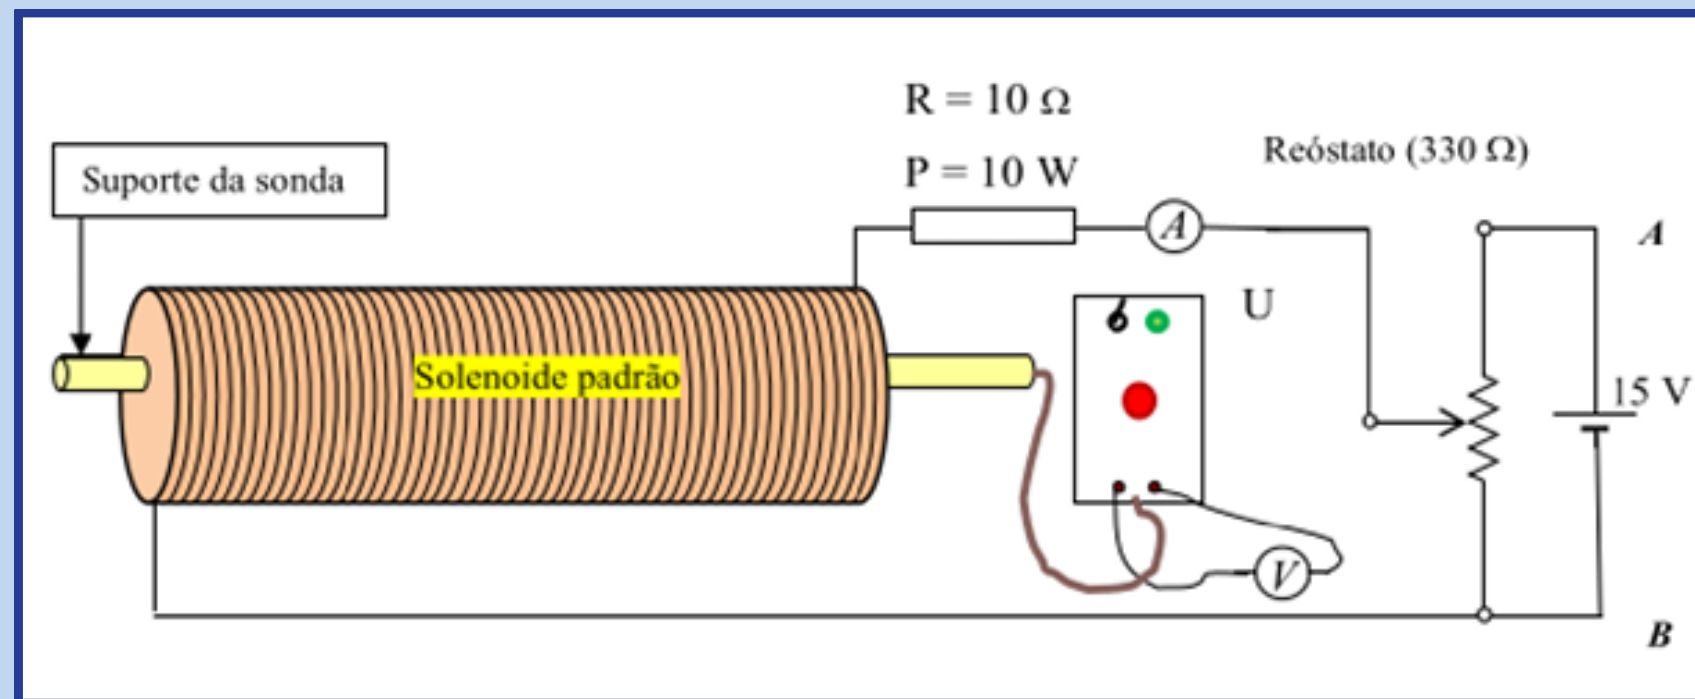 R = 10 Ω
P = 10 W
Reóstato (330 Ω)
Suporte da sonda
A
A
U
Solenoide padrão
15 V
V
B